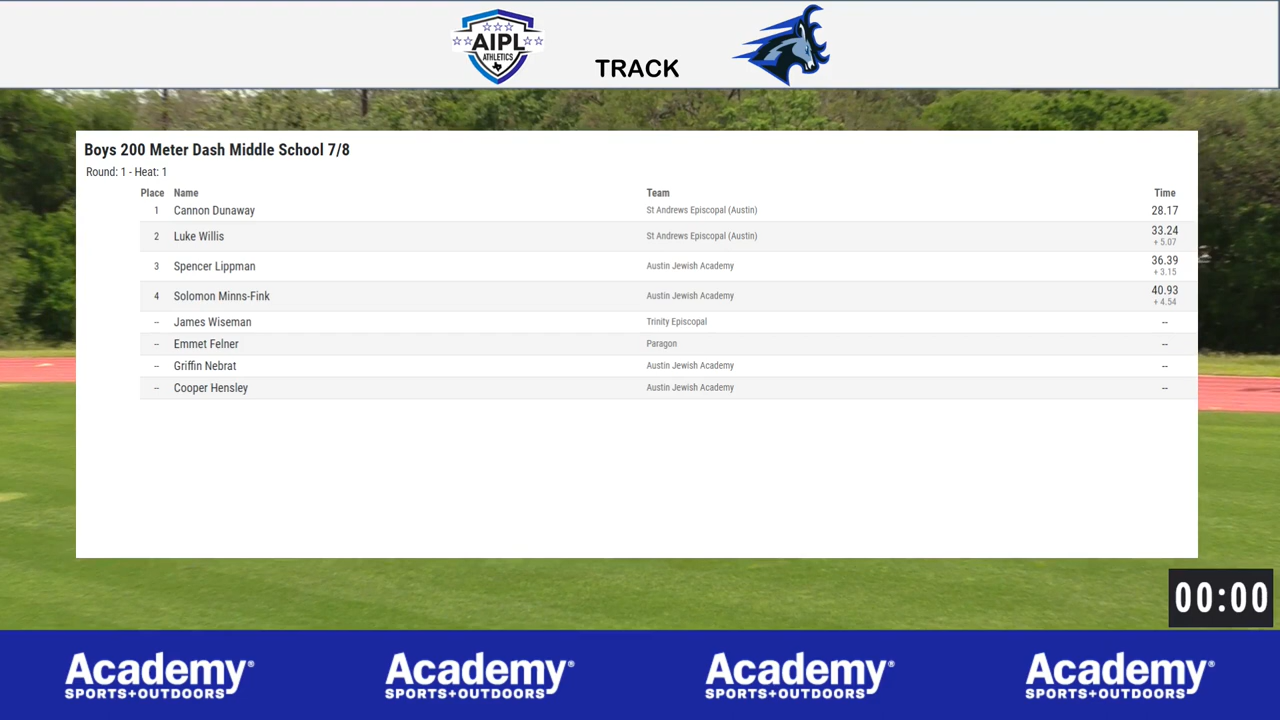 AIPL
ATHLETICS
TRACK
Boys 200 Meter Dash Middle School 7/8
Round: 1 - Heat: 1
Place Name Team Time
1 Cannon Dunaway St Andrews Episcopal (Austin) 28.17
2 Luke Willis St Andrews Episcopal (Austin) 33.24
+ 5.07
3 Spencer Lippman Austin Jewish Academy 36.39
+ 3.15
4 Solomon Minns-Fink Austin Jewish Academy 40.93
+ 4.54
-- James Wiseman Trinity Episcopal --
-- Emmet Felner Paragon --
-- Griffin Nebrat Austin Jewish Academy --
-- Cooper Hensley Austin Jewish Academy --
00:00
Academy® Academy® Academy® Academy®
SPORTS+OUTDOORS SPORTS+OUTDOORS SPORTS+OUTDOORS SPORTS+OUTDOORS